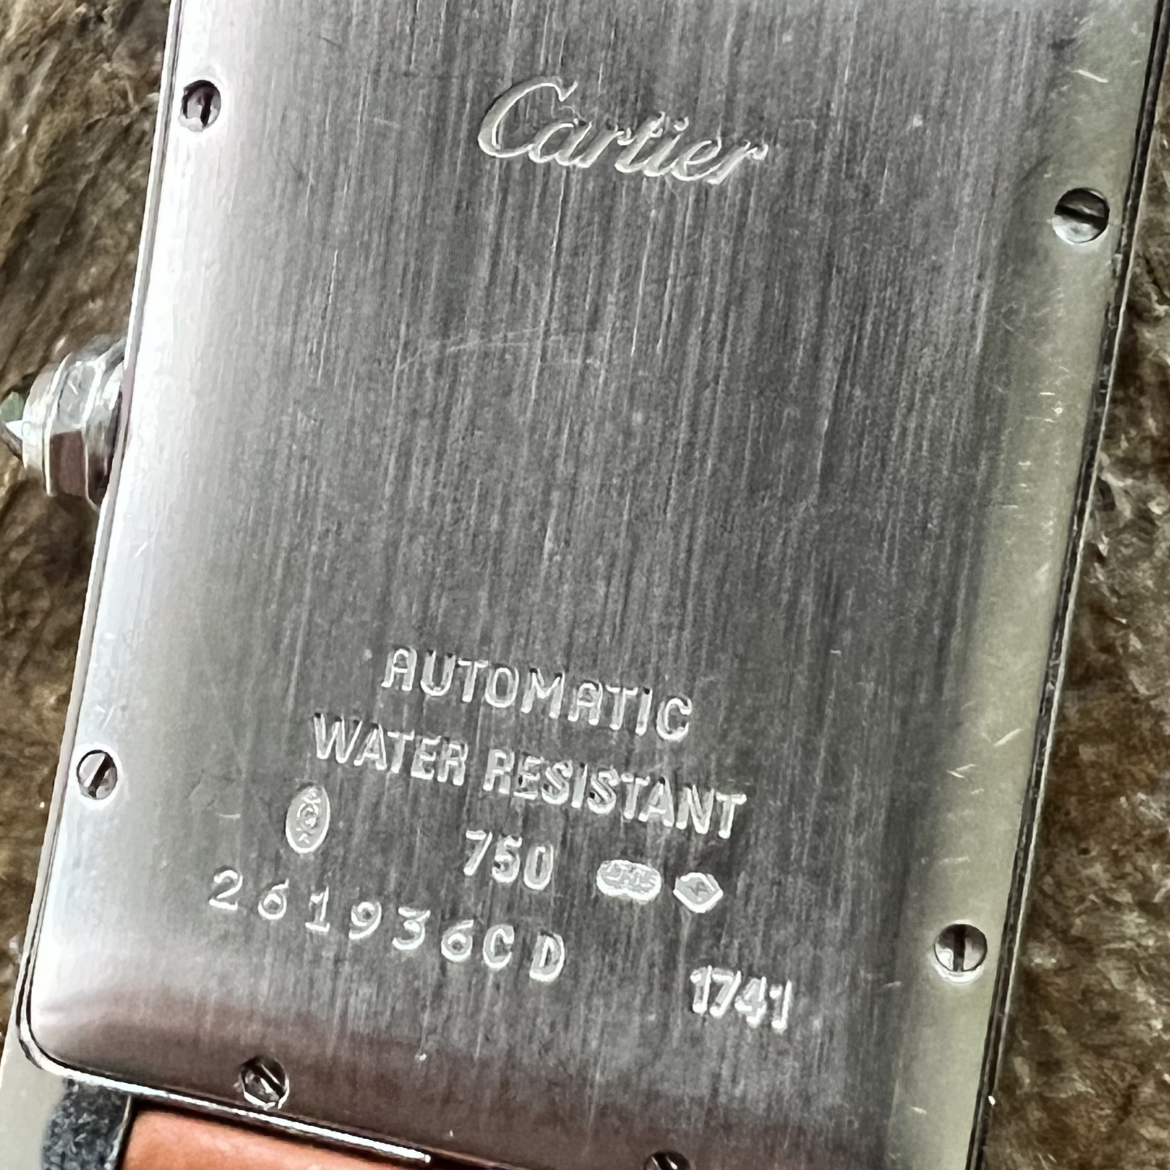 Cartier
AUTOMATIC
WATER RESISTANT
750
261936CD
1741